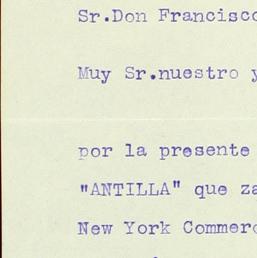 Sr.Don Francisco
Muy Sr.nuestro y
por la presente
"ANTILLA" que za
New York Commerc